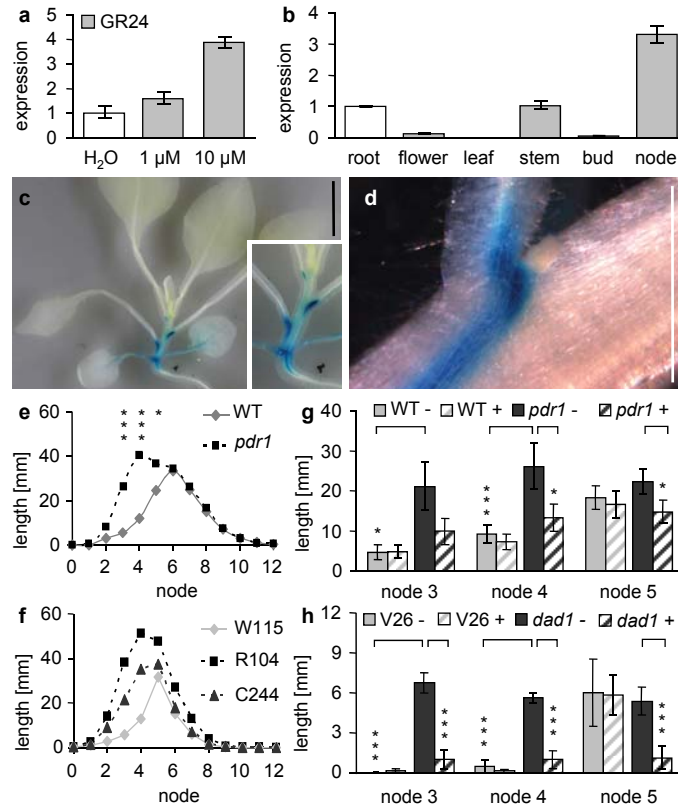 a
GR24
expression
5
4
3
2
1
0
H₂O 1 µM 10 µM
b
expression
4
3
2
1
0
root flower leaf stem bud node
c
d
e
WT
pdr1
* * *
* * *
*
length [mm]
60
40
20
0
0 2 4 6 8 10 12
node
f
W115
R104
C244
length [mm]
60
40
20
0
0 2 4 6 8 10 12
node
g
WT - WT + pdr1 - pdr1 +
length [mm]
40
30
20
10
0
*
* * *
*
*
node 3 node 4 node 5
h
V26 - V26 + dad1 - dad1 +
length [mm]
12
9
6
3
0
* * *
* * *
* * *
* * *
* * *
node 3 node 4 node 5